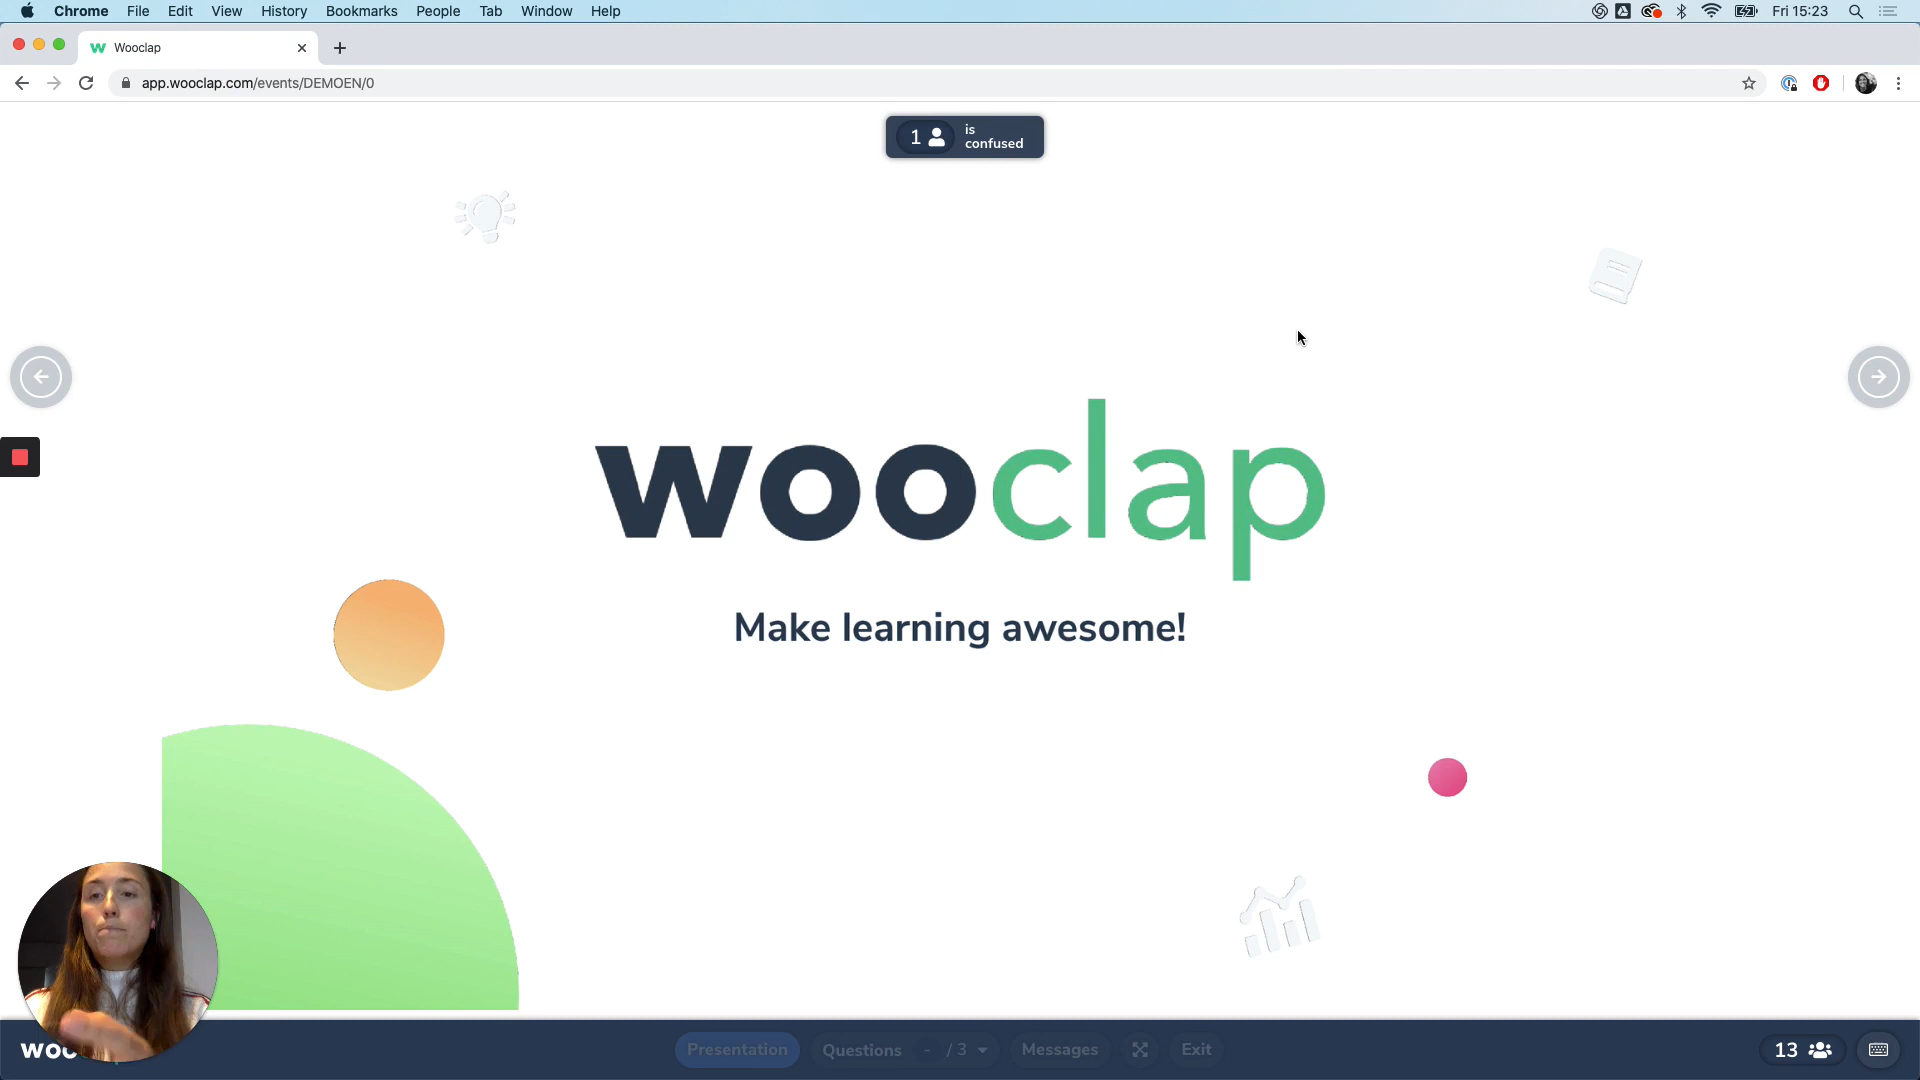 Chrome File Edit View History Bookmarks People Tab Window Help
Fri 15:23
Wooclap
app.wooclap.com/events/DEMOEN/0
1 is
confused
wooclap
Make learning awesome!
woo
Presentation Questions - / 3 Messages Exit
13